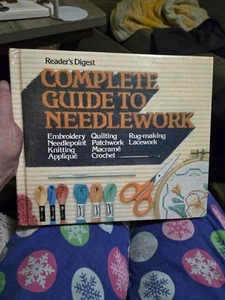 Reader's Digest
COMPLETE
GUIDE TO
NEEDLEWORK
Embroidery Quilting Rug-making
Needlepoint Patchwork Lacework
Knitting Macramé
Appliqué Crochet